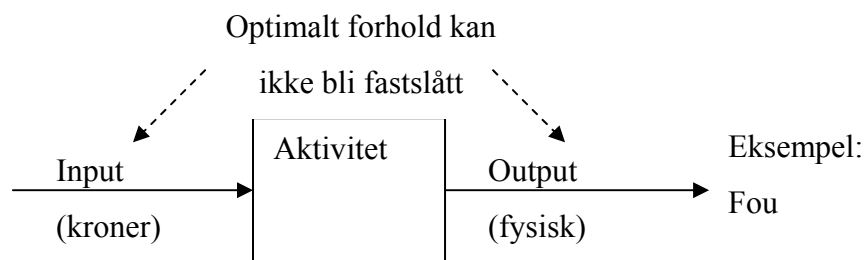 Optimalt forhold kan
ikke bli fastslått
Input
(kroner)
Aktivitet
Output
(fysisk)
Eksempel:
Fou